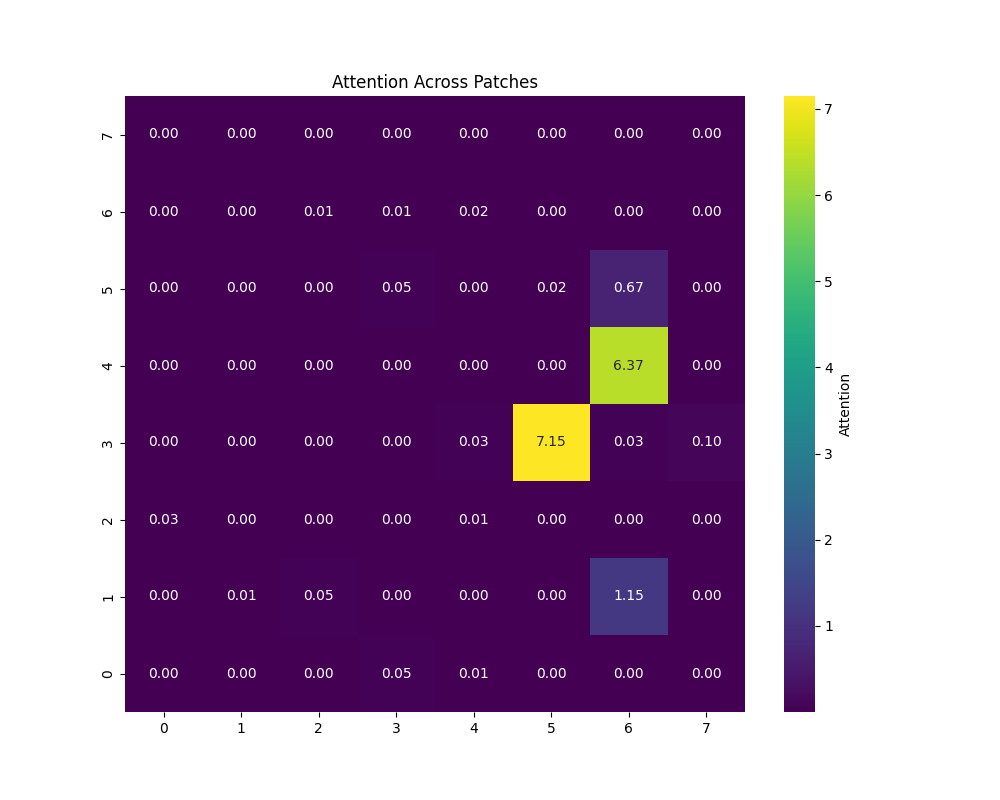 Attention Across Patches
7 0.00 0.00 0.00 0.00 0.00 0.00 0.00 0.00
6 0.00 0.00 0.01 0.01 0.02 0.00 0.00 0.00
5 0.00 0.00 0.00 0.05 0.00 0.02 0.67 0.00
4 0.00 0.00 0.00 0.00 0.00 0.00 6.37 0.00
3 0.00 0.00 0.00 0.00 0.03 7.15 0.03 0.10
2 0.03 0.00 0.00 0.00 0.01 0.00 0.00 0.00
1 0.00 0.01 0.05 0.00 0.00 0.00 1.15 0.00
0 0.00 0.00 0.00 0.05 0.01 0.00 0.00 0.00
0 1 2 3 4 5 6 7
7
6
5
4
3
2
1
Attention